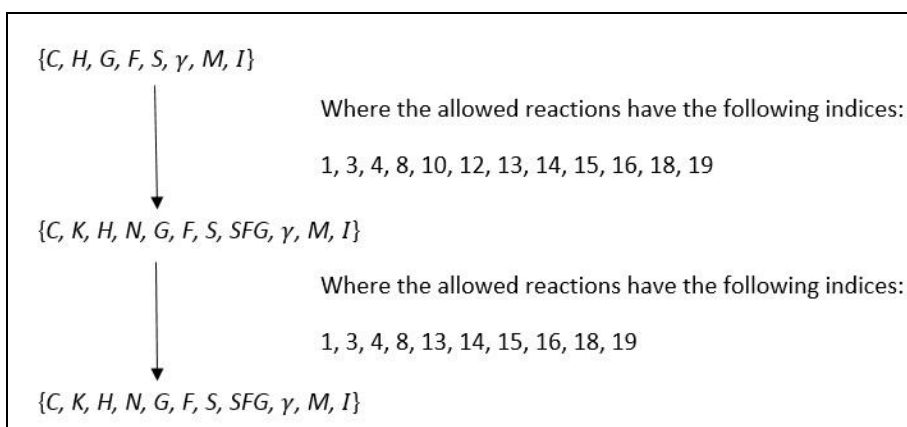 {C, H, G, F, S, γ, M, I}
Where the allowed reactions have the following indices:
1, 3, 4, 8, 10, 12, 13, 14, 15, 16, 18, 19
{C, K, H, N, G, F, S, SFG, γ, M, I}
Where the allowed reactions have the following indices:
1, 3, 4, 8, 13, 14, 15, 16, 18, 19
{C, K, H, N, G, F, S, SFG, γ, M, I}